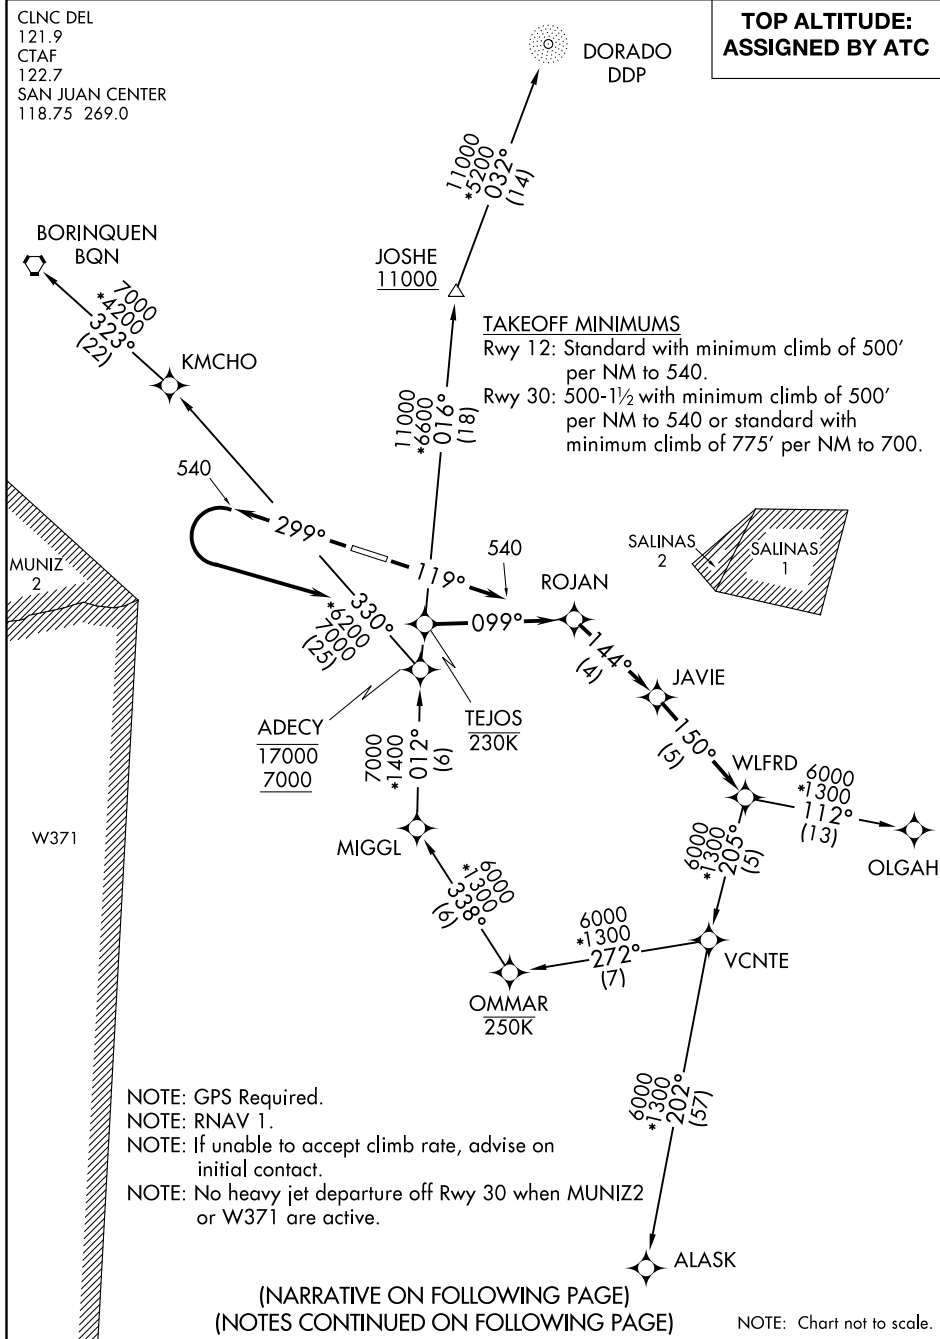 CLNC DEL
121.9
CTAF
122.7
SAN JUAN CENTER
118.75 269.0
TOP ALTITUDE:
ASSIGNED BY ATC
DORADO
DDP
11000
*5200
032°
(14)
BORINQUEN
BQN
7000
*4200
323°
(22)
JOSHE
11000
KMCHO
TAKEOFF MINIMUMS
Rwy 12: Standard with minimum climb of 500′
per NM to 540.
Rwy 30: 500-1½ with minimum climb of 500′
per NM to 540 or standard with
minimum climb of 775′ per NM to 700.
11000
*6600
016°
(18)
540
299°
119°
540
MUNIZ
2
SALINAS
2
SALINAS
1
ROJAN
330°
*6200
7000
(25)
099°
144°
(4)
JAVIE
ADECY
17000
7000
TEJOS
230K
7000
*1400
012°
(6)
150°
(5)
WLFRD
6000
*1300
112°
(13)
OLGAH
W371
MIGGL
6000
*1300
338°
(6)
6000
*1300
205°
(5)
6000
*1300
272°
(7)
VCNTE
OMMAR
250K
6000
*1300
202°
(57)
NOTE: GPS Required.
NOTE: RNAV 1.
NOTE: If unable to accept climb rate, advise on
initial contact.
NOTE: No heavy jet departure off Rwy 30 when MUNIZ2
or W371 are active.
ALASK
(NARRATIVE ON FOLLOWING PAGE)
(NOTES CONTINUED ON FOLLOWING PAGE)
NOTE: Chart not to scale.